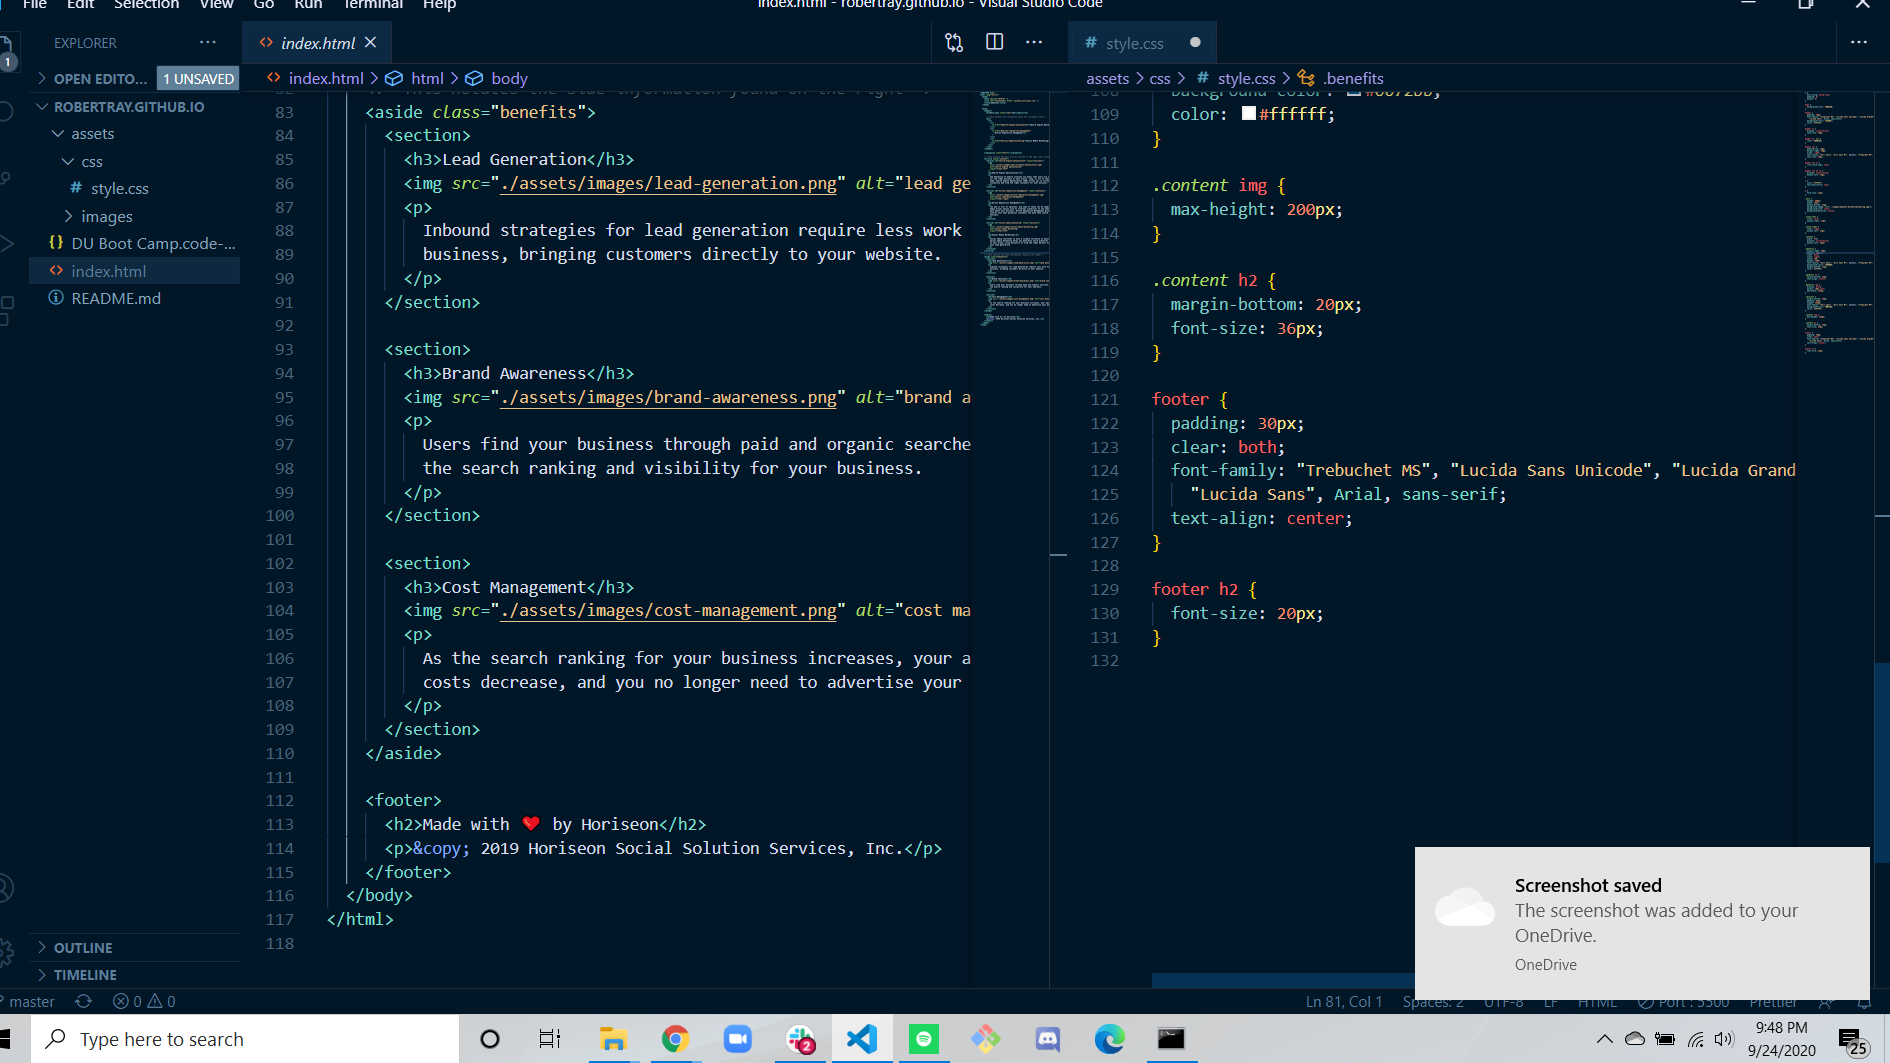 File Edit Selection View Go Run Terminal Help
index.html - robertray.github.io - Visual Studio Code
EXPLORER
OPEN EDITO... 1 UNSAVED
ROBERTRAY.GITHUB.IO
assets
css
# style.css
images
{} DU Boot Camp.code-...
<> index.html
README.md
OUTLINE
TIMELINE
<> index.html
<> index.html > html > body
83 <aside class="benefits">
84 <section>
85 <h3>Lead Generation</h3>
86 <img src="./assets/images/lead-generation.png" alt="lead ge
87 <p>
88 Inbound strategies for lead generation require less work
89 business, bringing customers directly to your website.
90 </p>
91 </section>
92
93 <section>
94 <h3>Brand Awareness</h3>
95 <img src="./assets/images/brand-awareness.png" alt="brand a
96 <p>
97 Users find your business through paid and organic searche
98 the search ranking and visibility for your business.
99 </p>
100 </section>
101
102 <section>
103 <h3>Cost Management</h3>
104 <img src="./assets/images/cost-management.png" alt="cost ma
105 <p>
106 As the search ranking for your business increases, your a
107 costs decrease, and you no longer need to advertise your
108 </p>
109 </section>
110 </aside>
111
112 <footer>
113 <h2>Made with ❤️ by Horiseon</h2>
114 <p>&copy; 2019 Horiseon Social Solution Services, Inc.</p>
115 </footer>
116 </body>
117 </html>
118
# style.css
assets > css > # style.css > .benefits
109 color: #ffffff;
110 }
111
112 .content img {
113 max-height: 200px;
114 }
115
116 .content h2 {
117 margin-bottom: 20px;
118 font-size: 36px;
119 }
120
121 footer {
122 padding: 30px;
123 clear: both;
124 font-family: "Trebuchet MS", "Lucida Sans Unicode", "Lucida Grand
125 "Lucida Sans", Arial, sans-serif;
126 text-align: center;
127 }
128
129 footer h2 {
130 font-size: 20px;
131 }
132
Screenshot saved
The screenshot was added to your
OneDrive.
OneDrive
master 0 0
Ln 81, Col 1 Spaces: 2 UTF-8 LF HTML Port : 5500 Prettier
Type here to search
2
9:48 PM
9/24/2020
25
1